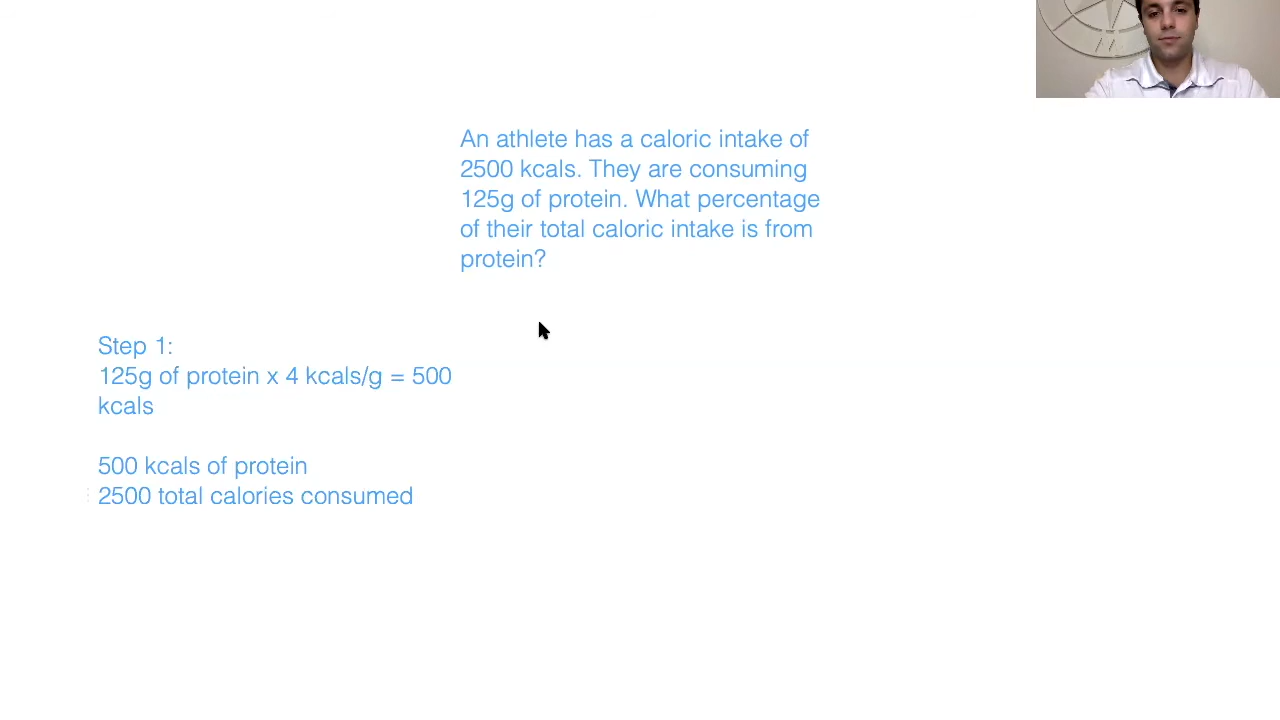 An athlete has a caloric intake of
2500 kcals. They are consuming
125g of protein. What percentage
of their total caloric intake is from
protein?
Step 1:
125g of protein x 4 kcals/g = 500
kcals
500 kcals of protein
2500 total calories consumed